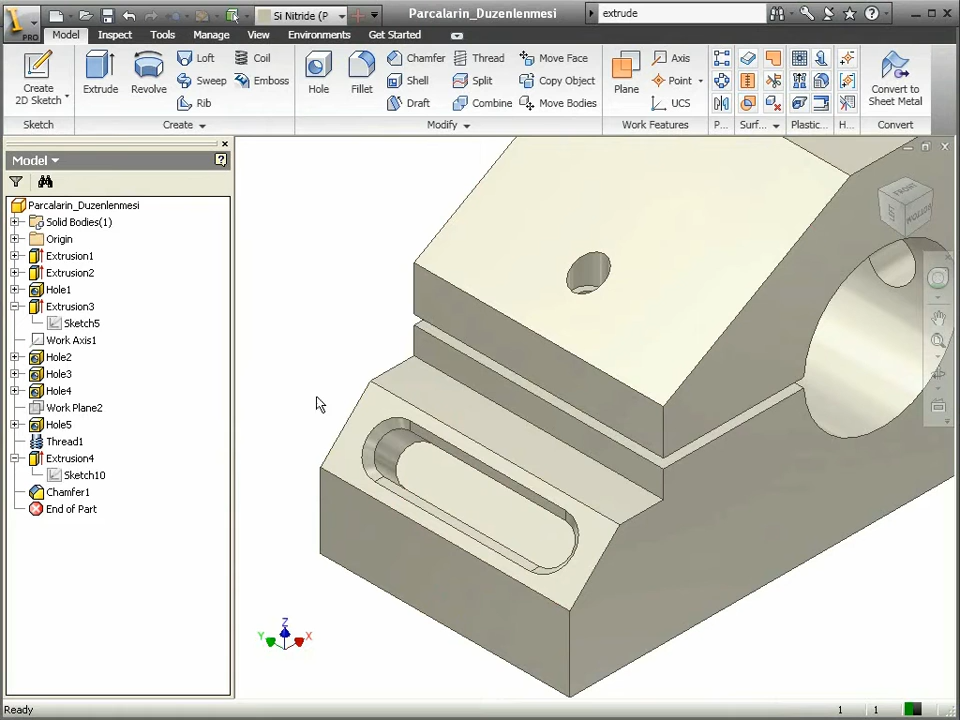 Si Nitride (P
Parcalarin_Duzenlenmesi
extrude
PRO
Model
Inspect
Tools
Manage
View
Environments
Get Started
Create
2D Sketch
Extrude
Revolve
Loft
Sweep
Rib
Coil
Emboss
Hole
Fillet
Chamfer
Shell
Draft
Thread
Split
Combine
Move Face
Copy Object
Move Bodies
Plane
Axis
Point
UCS
Convert to
Sheet Metal
Sketch
Create
Modify
Work Features
P...
Surf...
Plastic...
H...
Convert
Model
Parcalarin_Duzenlenmesi
Solid Bodies(1)
Origin
Extrusion1
Extrusion2
Hole1
Extrusion3
Sketch5
Work Axis1
Hole2
Hole3
Hole4
Work Plane2
Hole5
Thread1
Extrusion4
Sketch10
Chamfer1
End of Part
FRONT
LEFT
BOTTOM
Z
Y
X
Ready
1
1